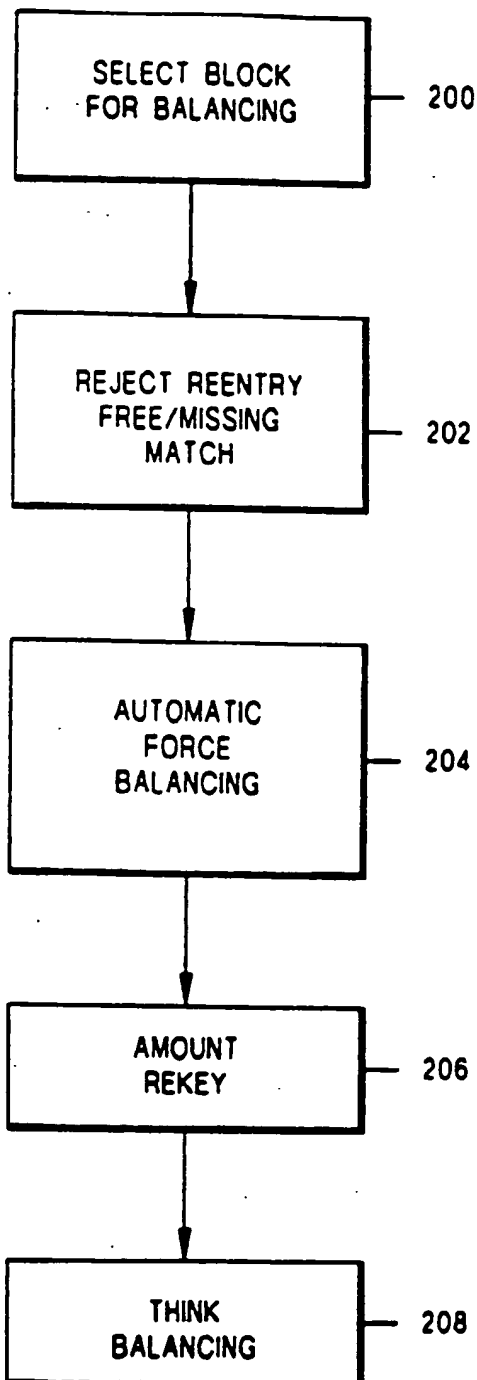 SELECT BLOCK
FOR BALANCING
200
REJECT REENTRY
FREE/MISSING
MATCH
202
AUTOMATIC
FORCE
BALANCING
204
AMOUNT
REKEY
206
THINK
BALANCING
208